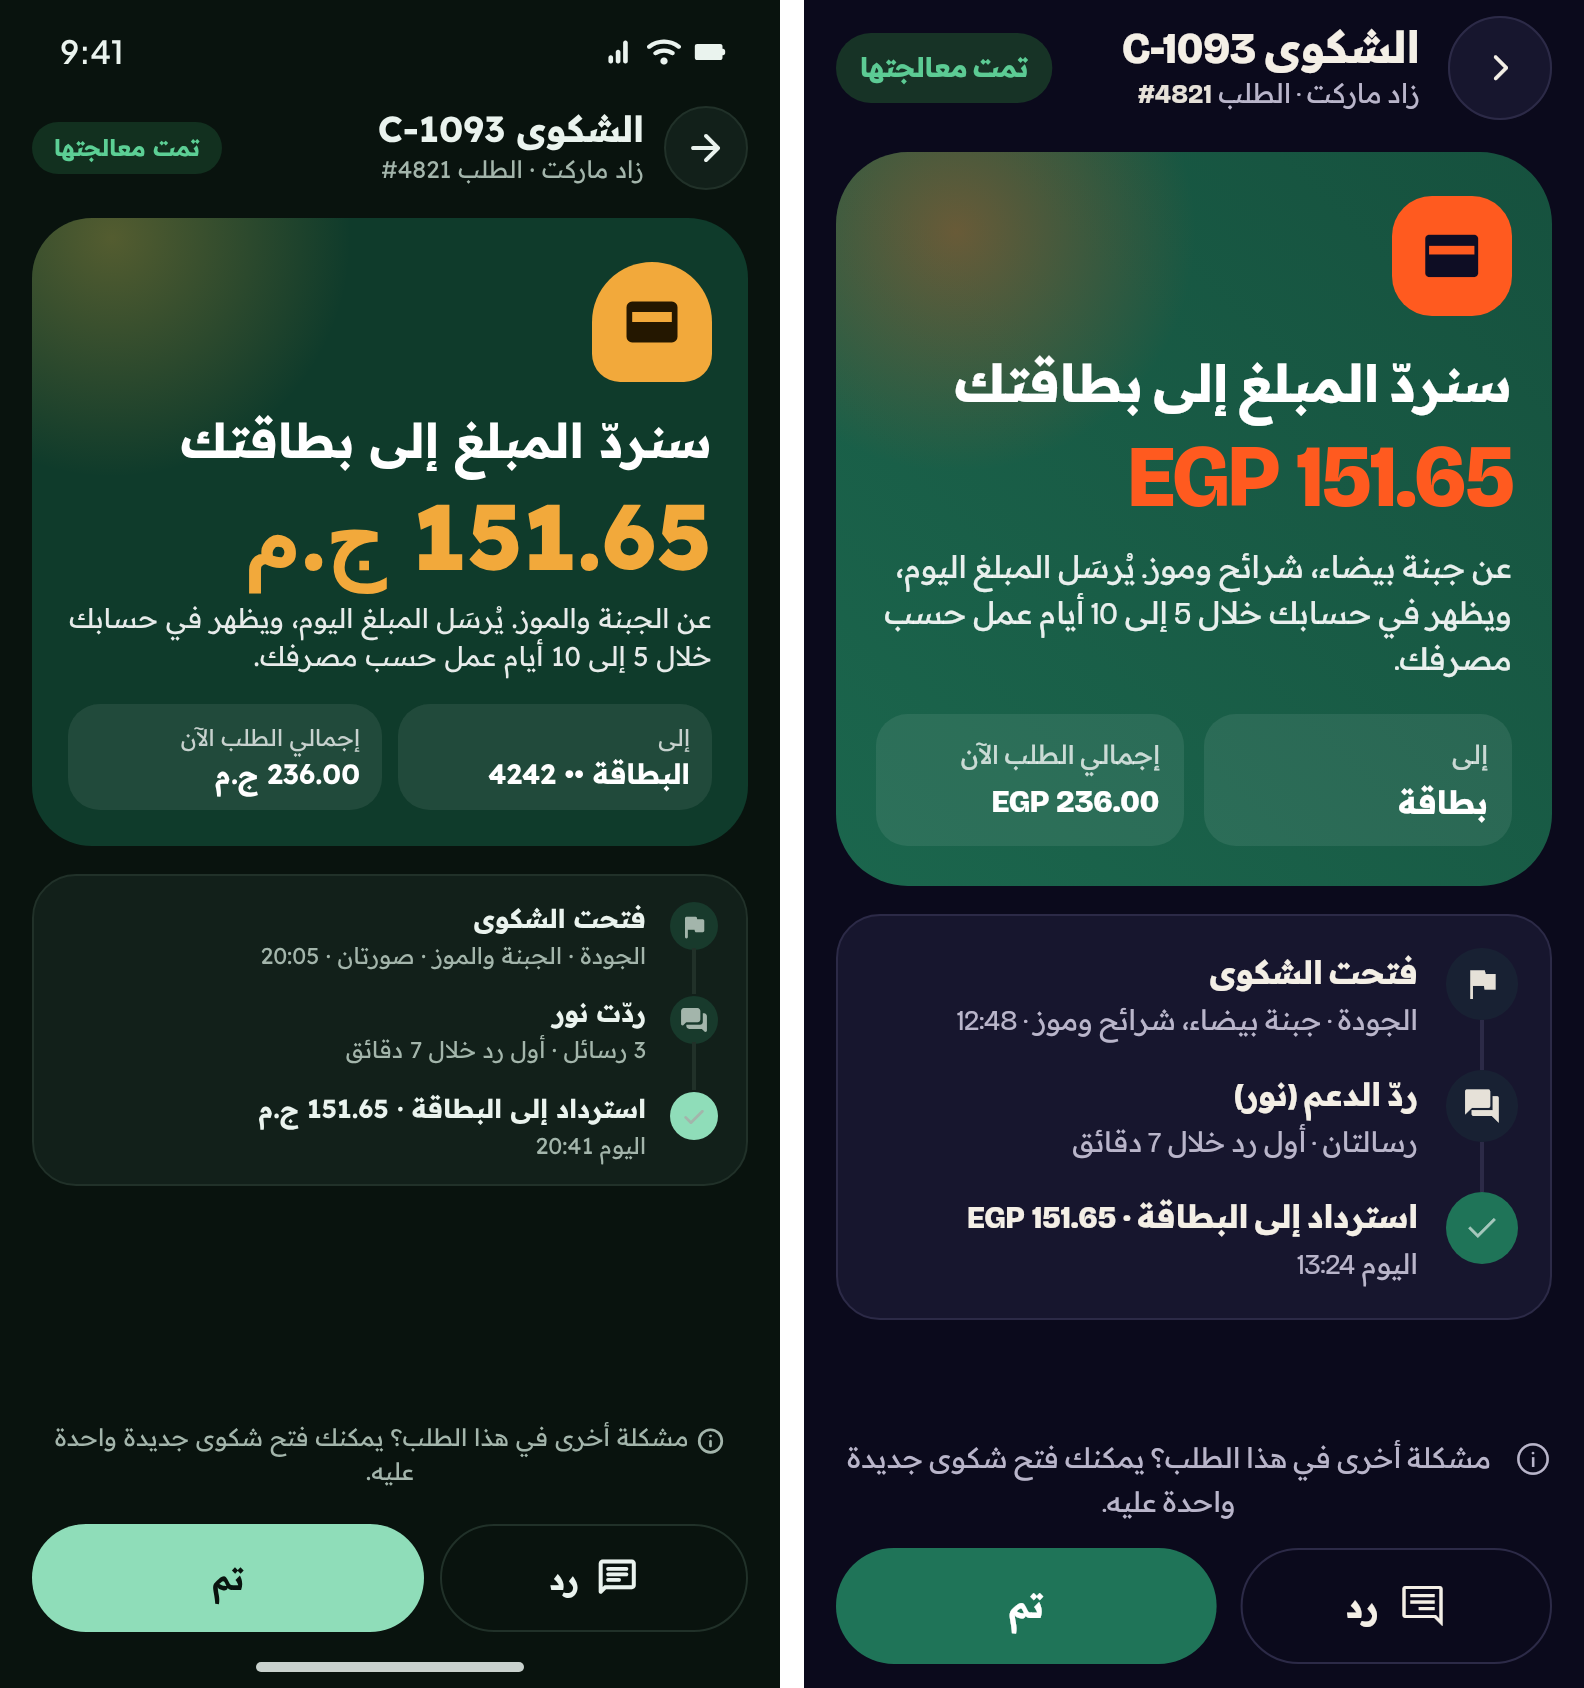 9:41
الشكوى C-1093
زاد ماركت · الطلب #4821
تمت معالجتها
سنردّ المبلغ إلى بطاقتك
151.65 ج.م
عن الجبنة والموز. يُرسَل المبلغ اليوم، ويظهر في حسابك
خلال 5 إلى 10 أيام عمل حسب مصرفك.
إلى
البطاقة •• 4242
إجمالي الطلب الآن
236.00 ج.م
فتحت الشكوى
الجودة · الجبنة والموز · صورتان · 20:05
ردّت نور
3 رسائل · أول رد خلال 7 دقائق
استرداد إلى البطاقة · 151.65 ج.م
اليوم 20:41
مشكلة أخرى في هذا الطلب؟ يمكنك فتح شكوى جديدة واحدة
عليه.
رد
تم
الشكوى C-1093
زاد ماركت · الطلب #4821
تمت معالجتها
سنردّ المبلغ إلى بطاقتك
EGP 151.65
عن جبنة بيضاء، شرائح وموز. يُرسَل المبلغ اليوم،
ويظهر في حسابك خلال 5 إلى 10 أيام عمل حسب
مصرفك.
إلى
بطاقة
إجمالي الطلب الآن
EGP 236.00
فتحت الشكوى
الجودة · جبنة بيضاء، شرائح وموز · 12:48
ردّ الدعم (نور)
رسالتان · أول رد خلال 7 دقائق
استرداد إلى البطاقة · EGP 151.65
اليوم 13:24
مشكلة أخرى في هذا الطلب؟ يمكنك فتح شكوى جديدة
واحدة عليه.
رد
تم